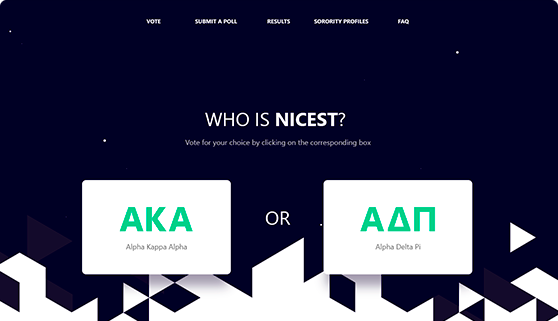 VOTE SUBMIT A POLL RESULTS SORORITY PROFILES FAQ
WHO IS NICEST?
Vote for your choice by clicking on the corresponding box
ΑΚΑ
Alpha Kappa Alpha
OR
ΑΔΠ
Alpha Delta Pi